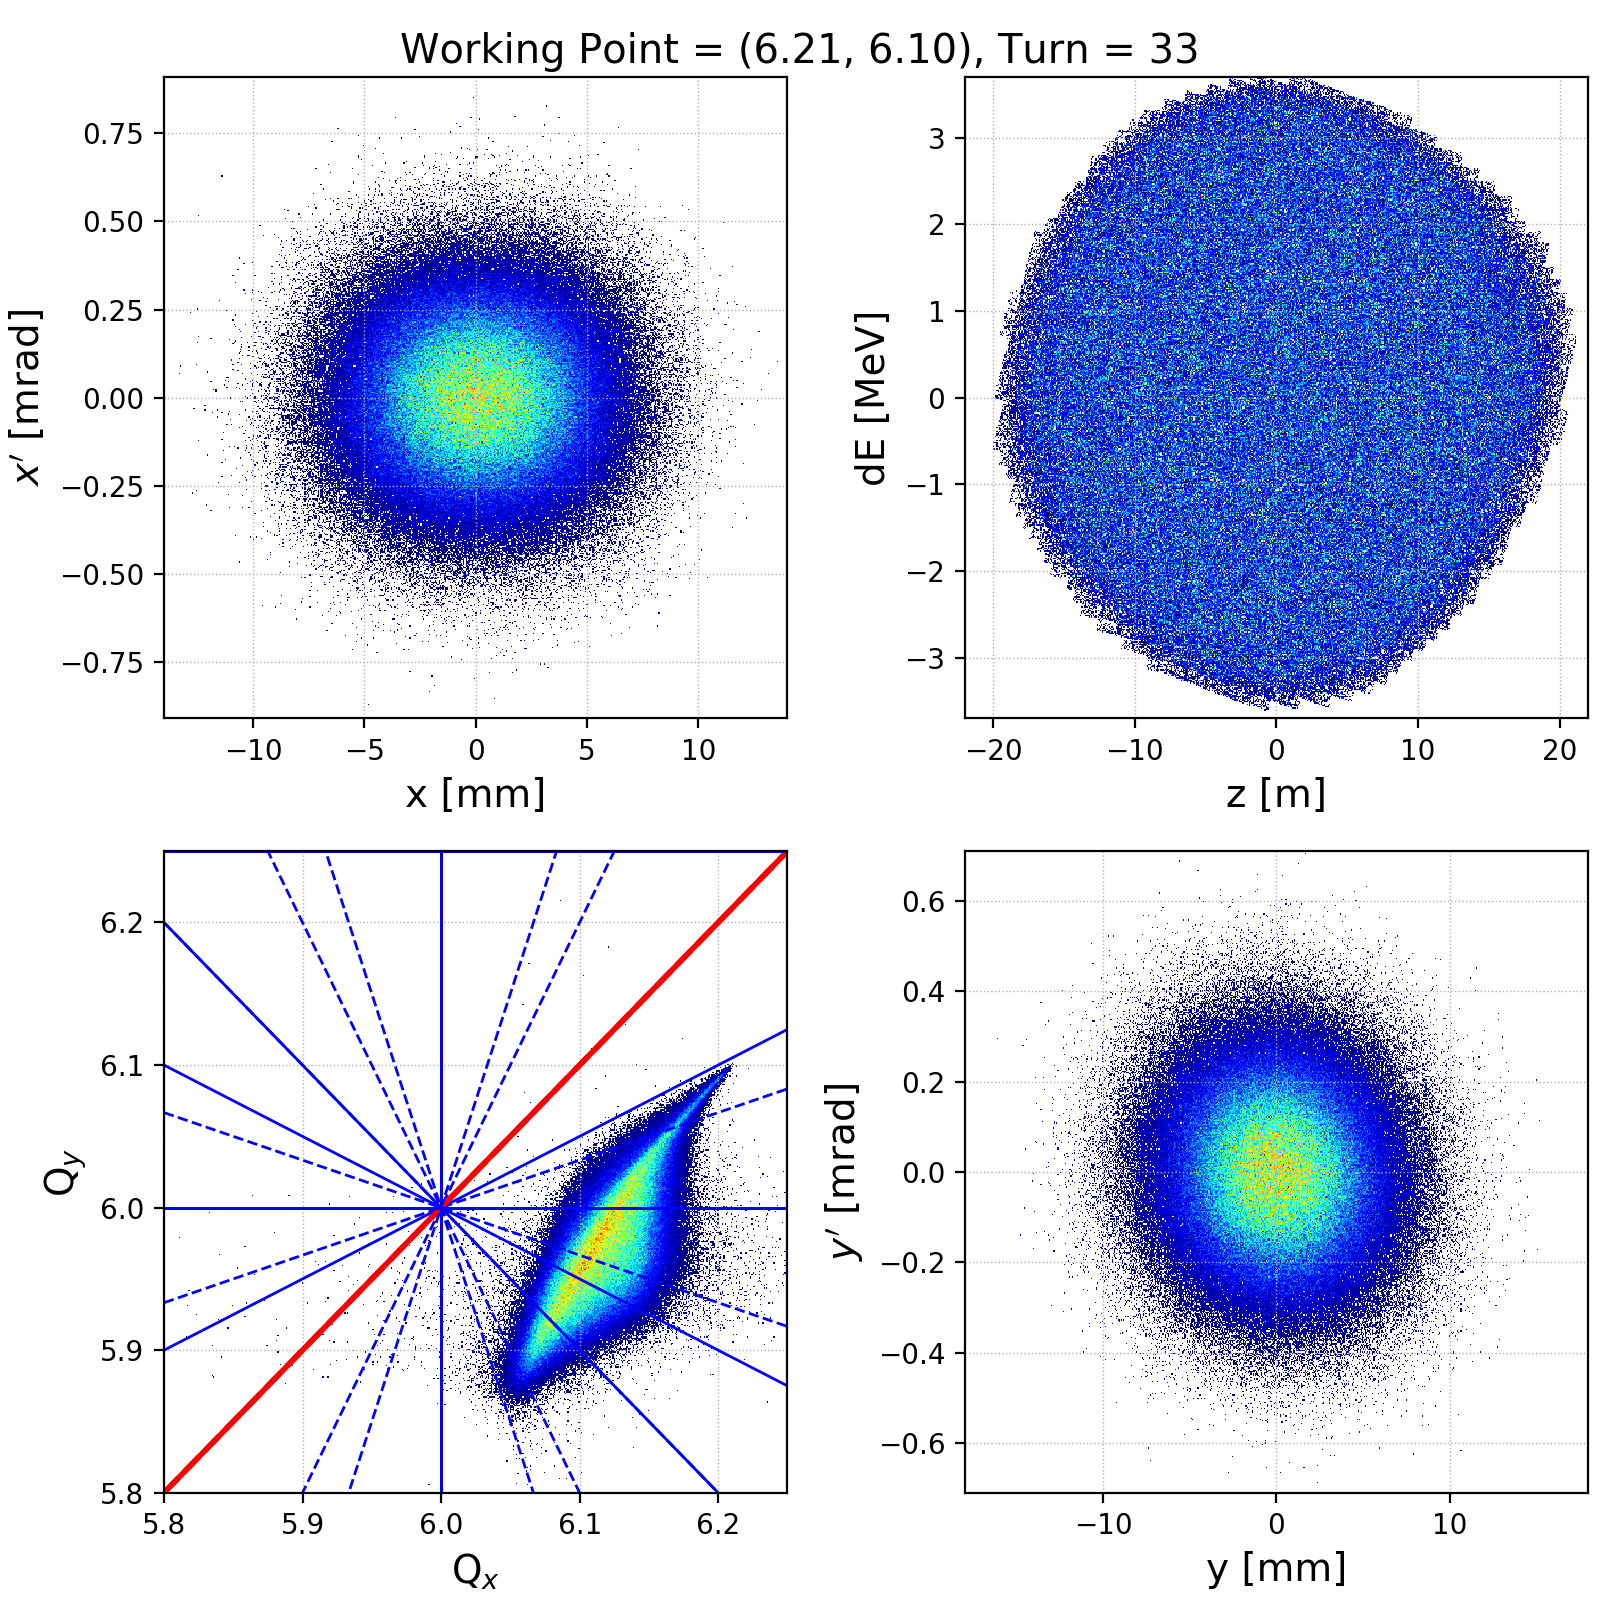 Working Point = (6.21, 6.10), Turn = 33
0.75
0.50
0.25
0.00
−0.25
−0.50
−0.75
x′ [mrad]
−10 −5 0 5 10
x [mm]
3
2
1
0
−1
−2
−3
dE [MeV]
−20 −10 0 10 20
z [m]
6.2
6.1
6.0
5.9
5.8
Qy
5.8 5.9 6.0 6.1 6.2
Qx
0.6
0.4
0.2
0.0
−0.2
−0.4
−0.6
y′ [mrad]
−10 0 10
y [mm]